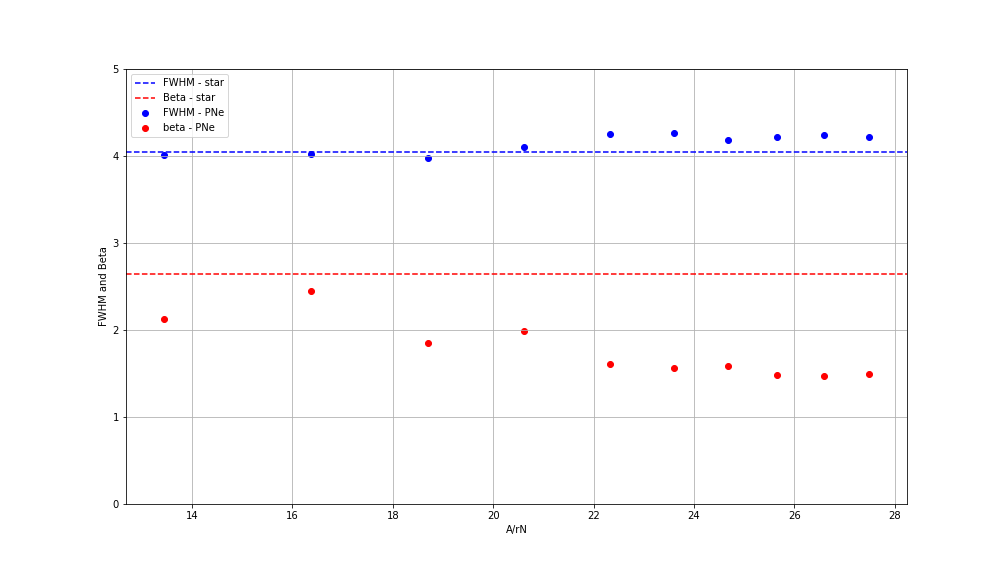 5
4
3
2
1
0
FWHM and Beta
FWHM - star
Beta - star
FWHM - PNe
beta - PNe
14 16 18 20 22 24 26 28
A/rN